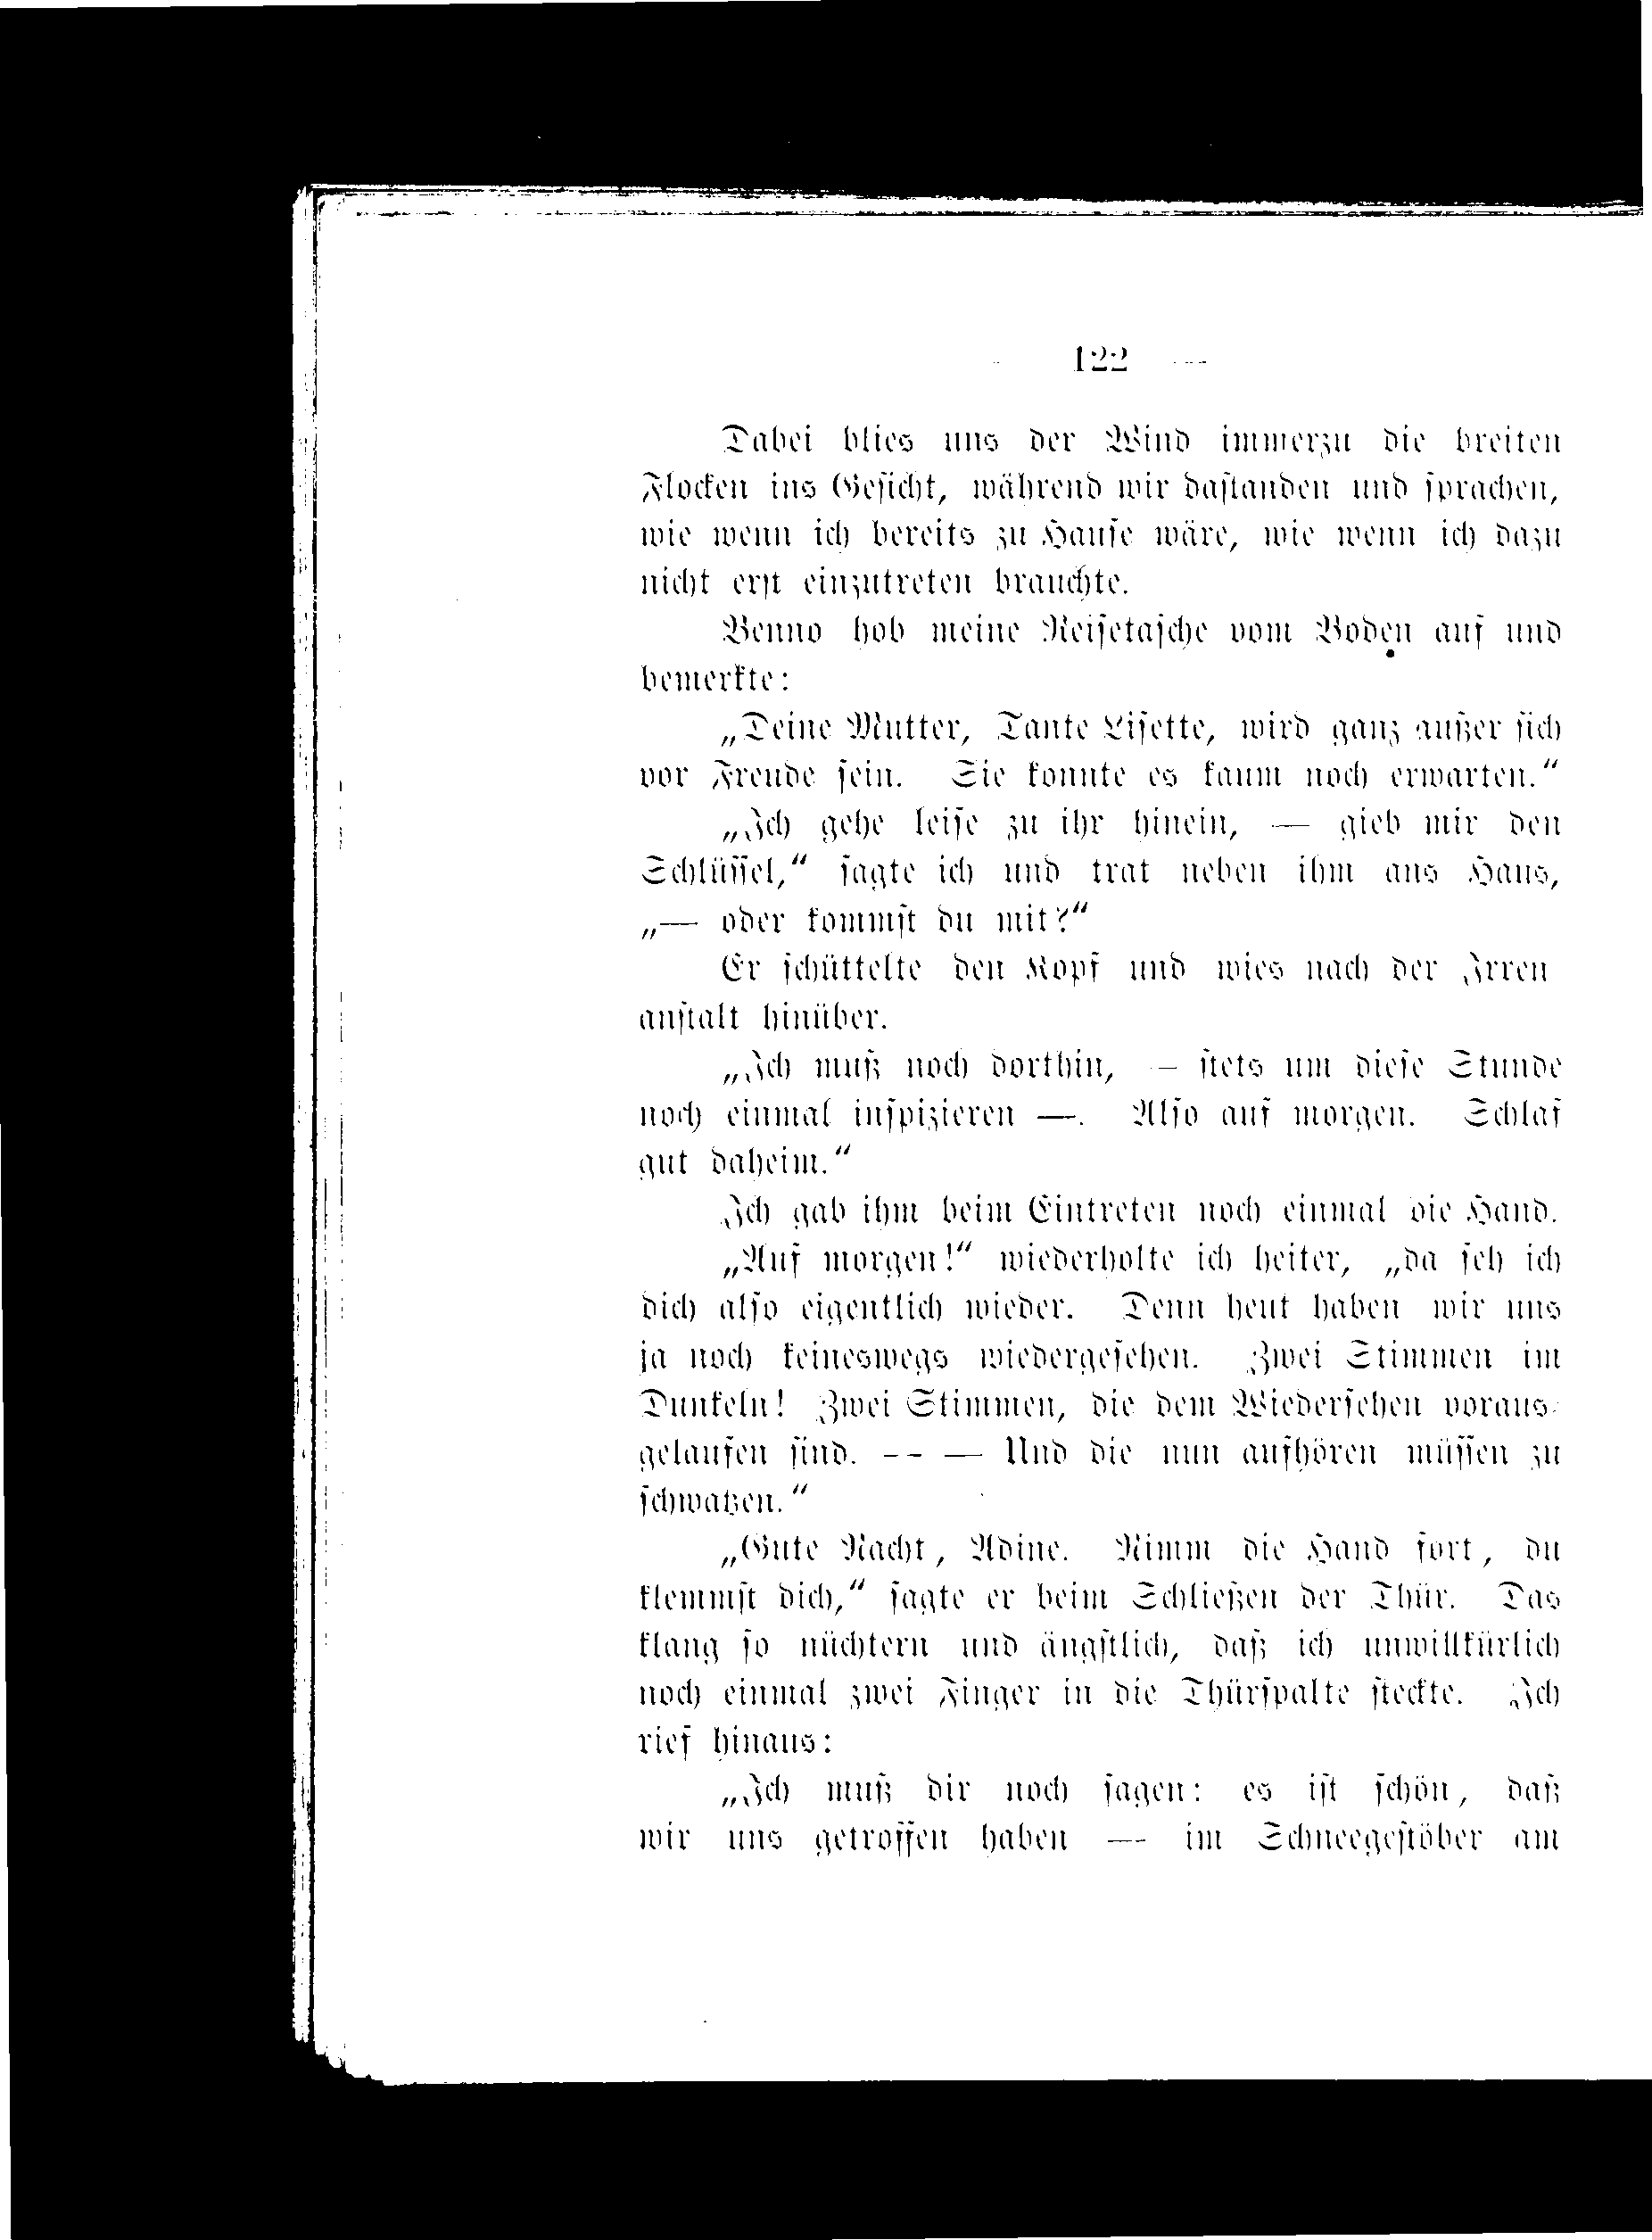 — 122 —
Dabei blies uns der Wind immerzu die breiten
Flocken ins Gesicht, während wir dastanden und sprachen,
wie wenn ich bereits zu Hause wäre, wie wenn ich dazu
nicht erst einzutreten brauchte.
Benno hob meine Reisetasche vom Boden auf und
bemerkte:
„Deine Mutter, Tante Lisette, wird ganz außer sich
vor Freude sein. Sie konnte es kaum noch erwarten.“
„Ich gehe leise zu ihr hinein, — gieb mir den
Schlüssel,“ sagte ich und trat neben ihm ans Haus,
„— oder kommst du mit?“
Er schüttelte den Kopf und wies nach der Irren
anstalt hinüber.
„Ich muß noch dorthin, — stets um diese Stunde
noch einmal inspizieren —. Also auf morgen. Schlaf
gut daheim.“
Ich gab ihm beim Eintreten noch einmal die Hand.
„Auf morgen!“ wiederholte ich heiter, „da seh ich
dich also eigentlich wieder. Denn heut haben wir uns
ja noch keineswegs wiedergesehen. Zwei Stimmen im
Dunkeln! Zwei Stimmen, die dem Wiedersehen voraus-
gelaufen sind. — — Und die nun aufhören müssen zu
schwatzen.“
„Gute Nacht, Adine. Nimm die Hand fort, du
klemmst dich,“ sagte er beim Schließen der Thür. Das
klang so nüchtern und ängstlich, daß ich unwillkürlich
noch einmal zwei Finger in die Thürspalte steckte. Ich
rief hinaus:
„Ich muß dir noch sagen: es ist schön, daß
wir uns getroffen haben — im Schneegestöber am